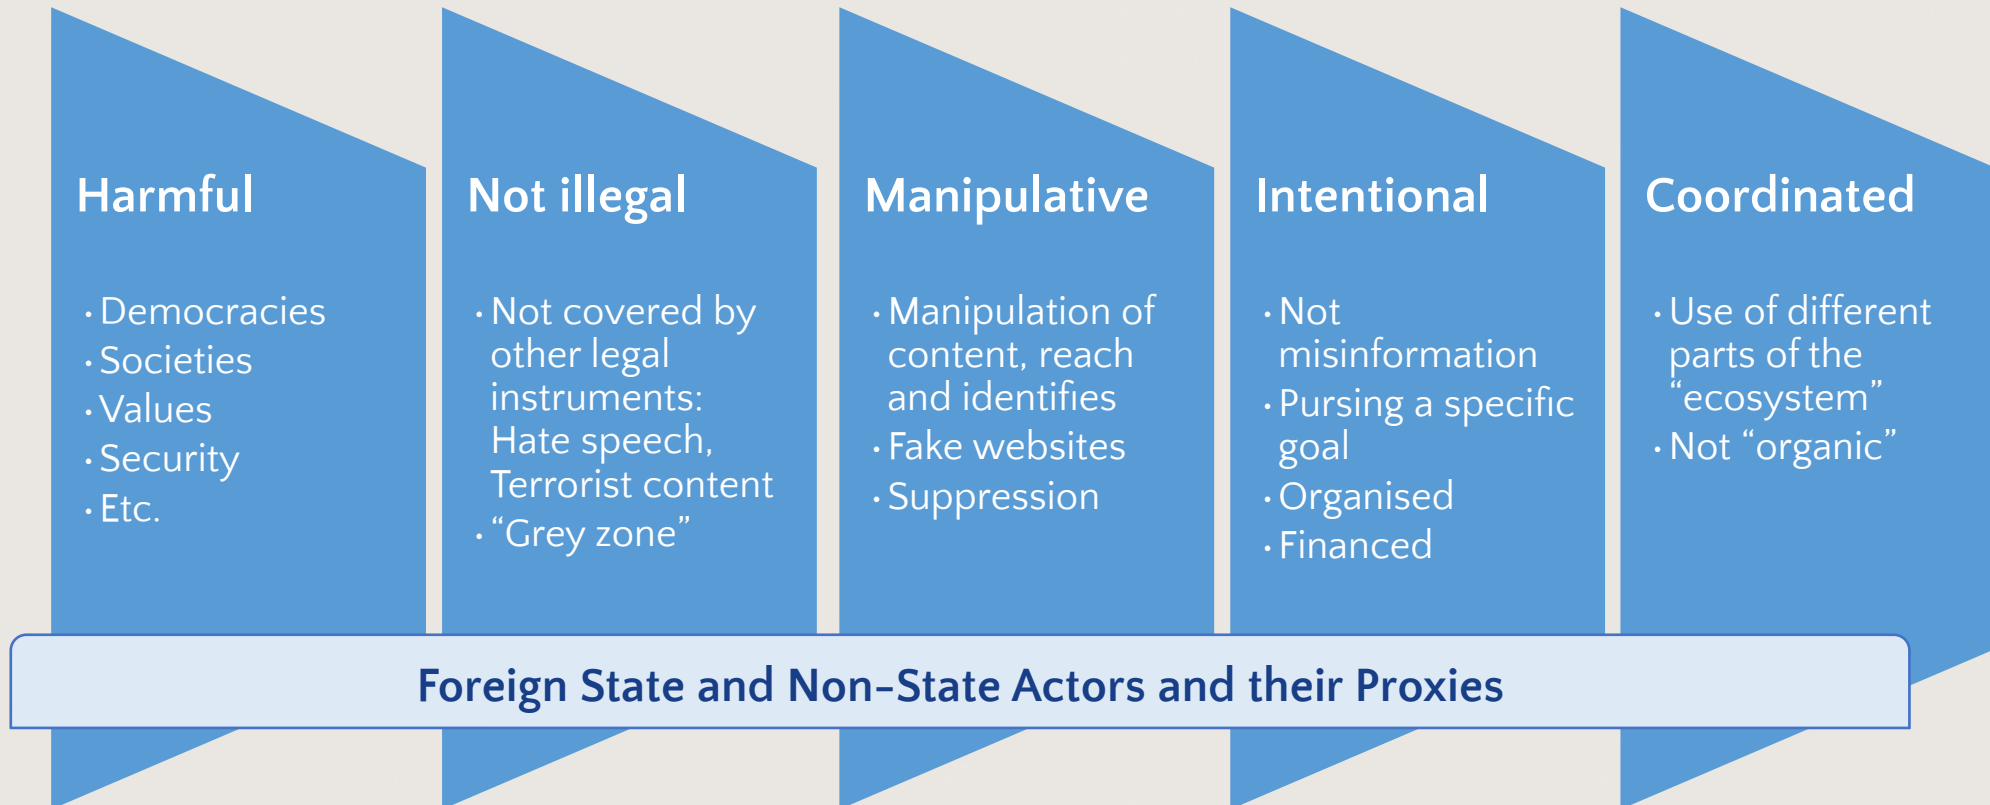 Harmful
· Democracies
· Societies
· Values
· Security
· Etc.
Not illegal
· Not covered by
other legal
instruments:
Hate speech,
Terrorist content
· “Grey zone”
Manipulative
· Manipulation of
content, reach
and identifies
· Fake websites
· Suppression
Intentional
· Not
misinformation
· Pursing a specific
goal
· Organised
· Financed
Coordinated
· Use of different
parts of the
“ecosystem”
· Not “organic”
Foreign State and Non-State Actors and their Proxies